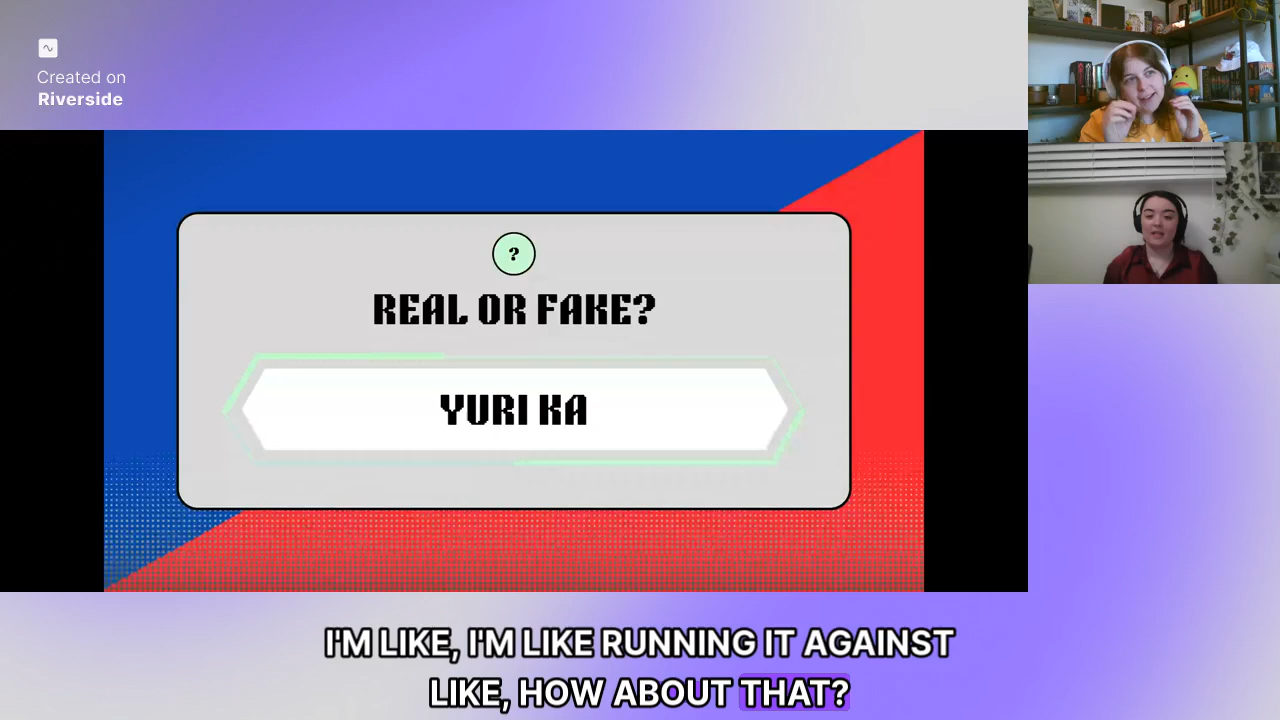 Created on
Riverside
?
REAL OR FAKE?
YURI KA
I'M LIKE, I'M LIKE RUNNING IT AGAINST
LIKE, HOW ABOUT THAT?